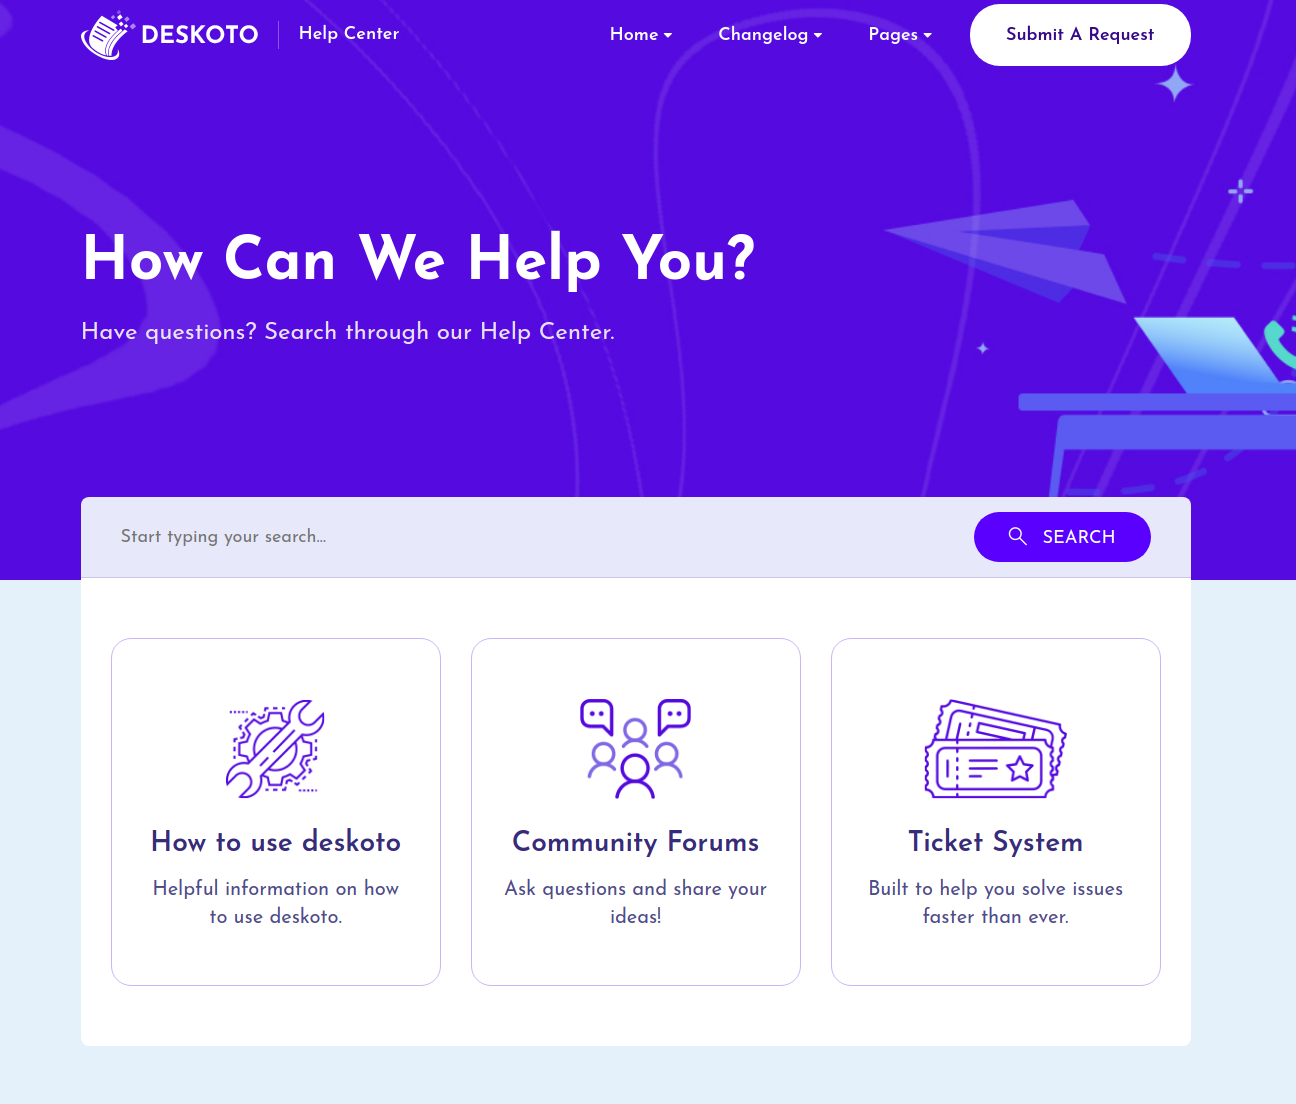 DESKOTO
Help Center
Home
Changelog
Pages
Submit A Request
How Can We Help You?
Have questions? Search through our Help Center.
Start typing your search...
SEARCH
How to use deskoto
Helpful information on how
to use deskoto.
Community Forums
Ask questions and share your
ideas!
Ticket System
Built to help you solve issues
faster than ever.